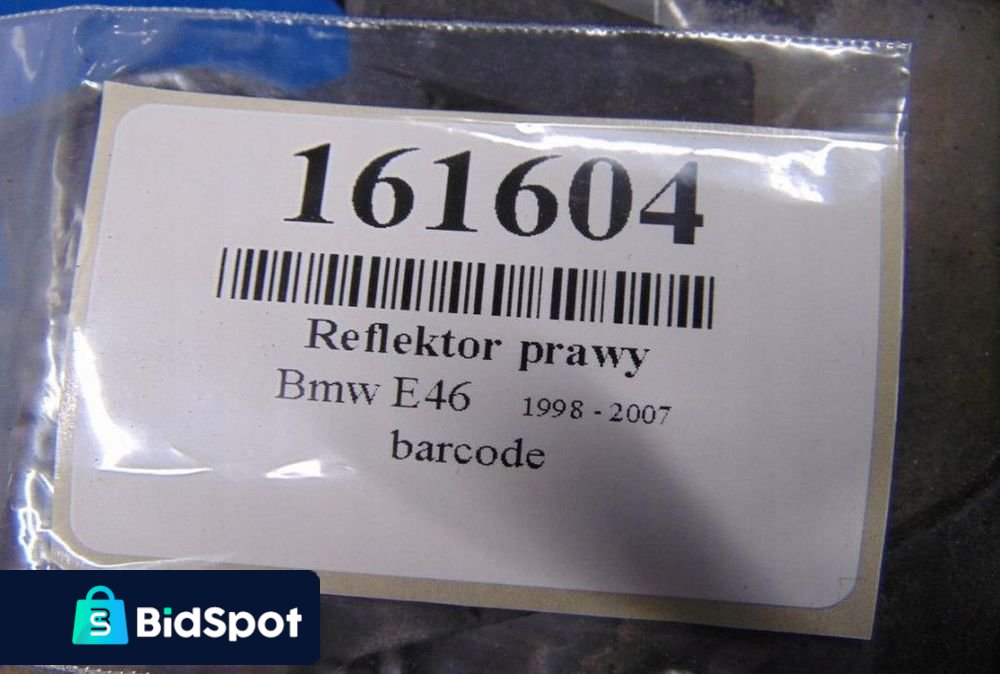 161604
Reflektor prawy
Bmw E46 1998 - 2007
barcode
BidSpot